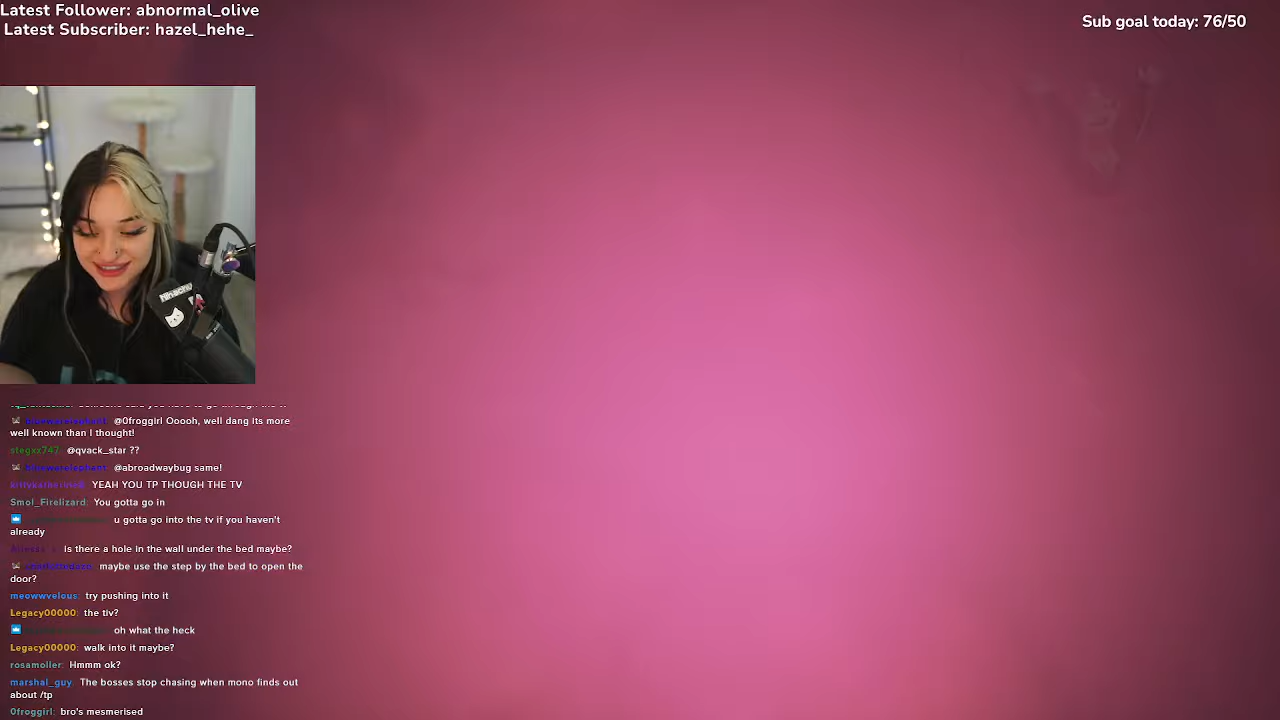 Latest Follower: abnormal_olive
Latest Subscriber: hazel_hehe_
Sub goal today: 76/50
@0froggirl Ooooh, well dang its more
well known than I thought!
stegxx747: @qvack_star ??
@abroadwaybug same!
YEAH YOU TP THOUGH THE TV
Smol_Firelizard: You gotta go in
u gotta go into the tv if you haven't
already
Is there a hole in the wall under the bed maybe?
maybe use the step by the bed to open the
door?
meowwvelous: try pushing into it
Legacy00000: the tiv?
oh what the heck
Legacy00000: walk into it maybe?
rosamoller: Hmmm ok?
marshal_guy: The bosses stop chasing when mono finds out
about /tp
0froggirl: bro's mesmerised